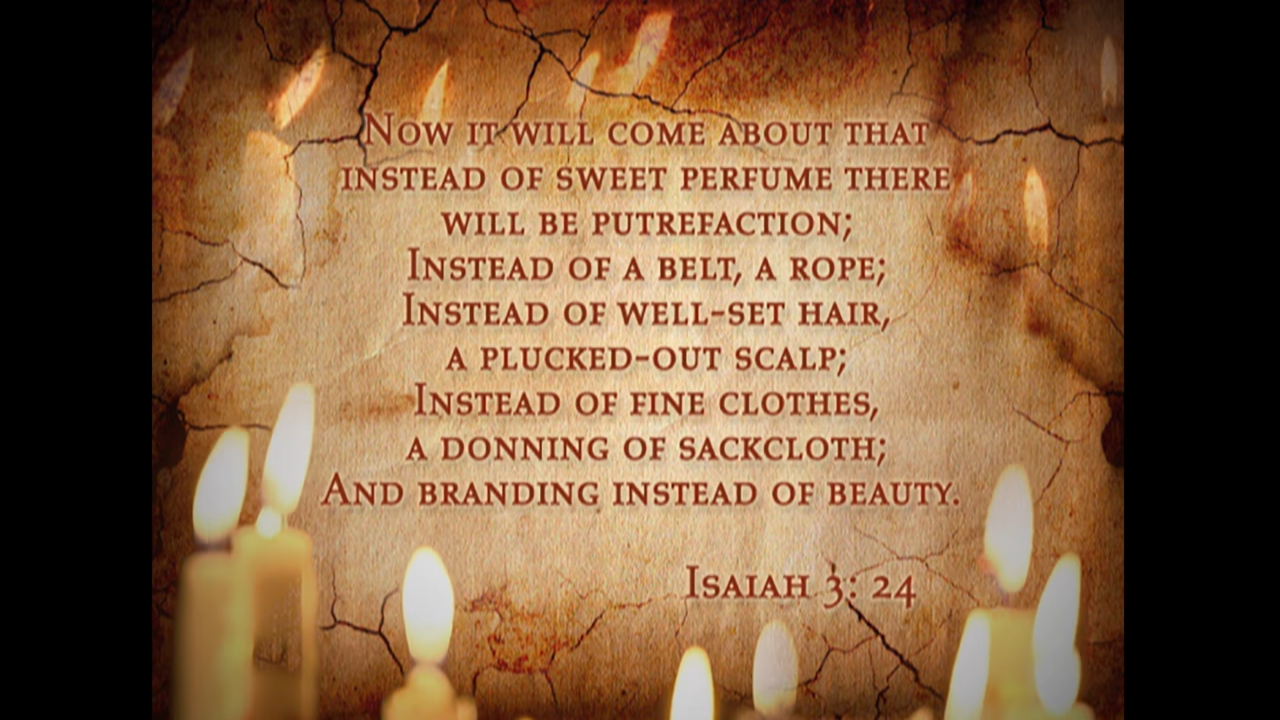 Now it will come about that
instead of sweet perfume there
will be putrefaction;
Instead of a belt, a rope;
Instead of well-set hair,
a plucked-out scalp;
Instead of fine clothes,
a donning of sackcloth;
And branding instead of beauty.
Isaiah 3: 24